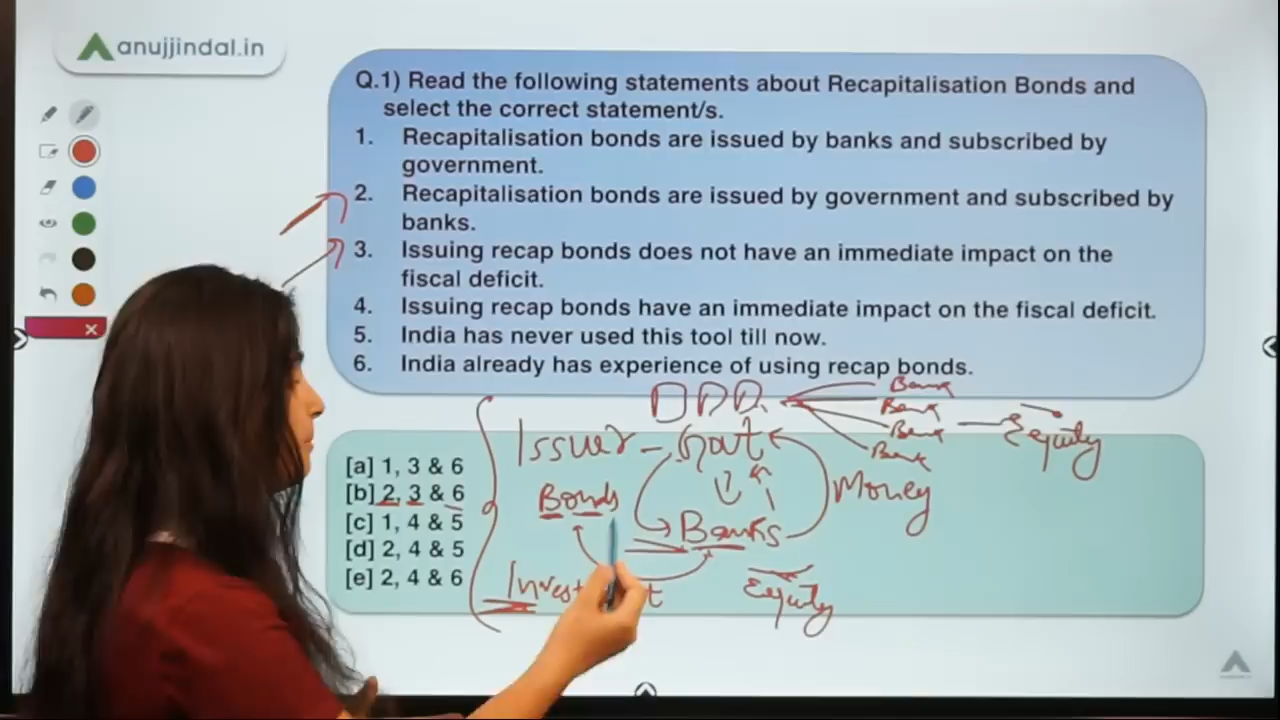 anujjindal.in
Q.1) Read the following statements about Recapitalisation Bonds and
select the correct statement/s.
1. Recapitalisation bonds are issued by banks and subscribed by
government.
2. Recapitalisation bonds are issued by government and subscribed by
banks.
3. Issuing recap bonds does not have an immediate impact on the
fiscal deficit.
4. Issuing recap bonds have an immediate impact on the fiscal deficit.
5. India has never used this tool till now.
6. India already has experience of using recap bonds.
[a] 1, 3 & 6
[b] 2, 3 & 6
[c] 1, 4 & 5
[d] 2, 4 & 5
[e] 2, 4 & 6
Bank
Bank
Bank
Bank
Equity
Issuer - Govt
Bonds
Money
Banks
Equity